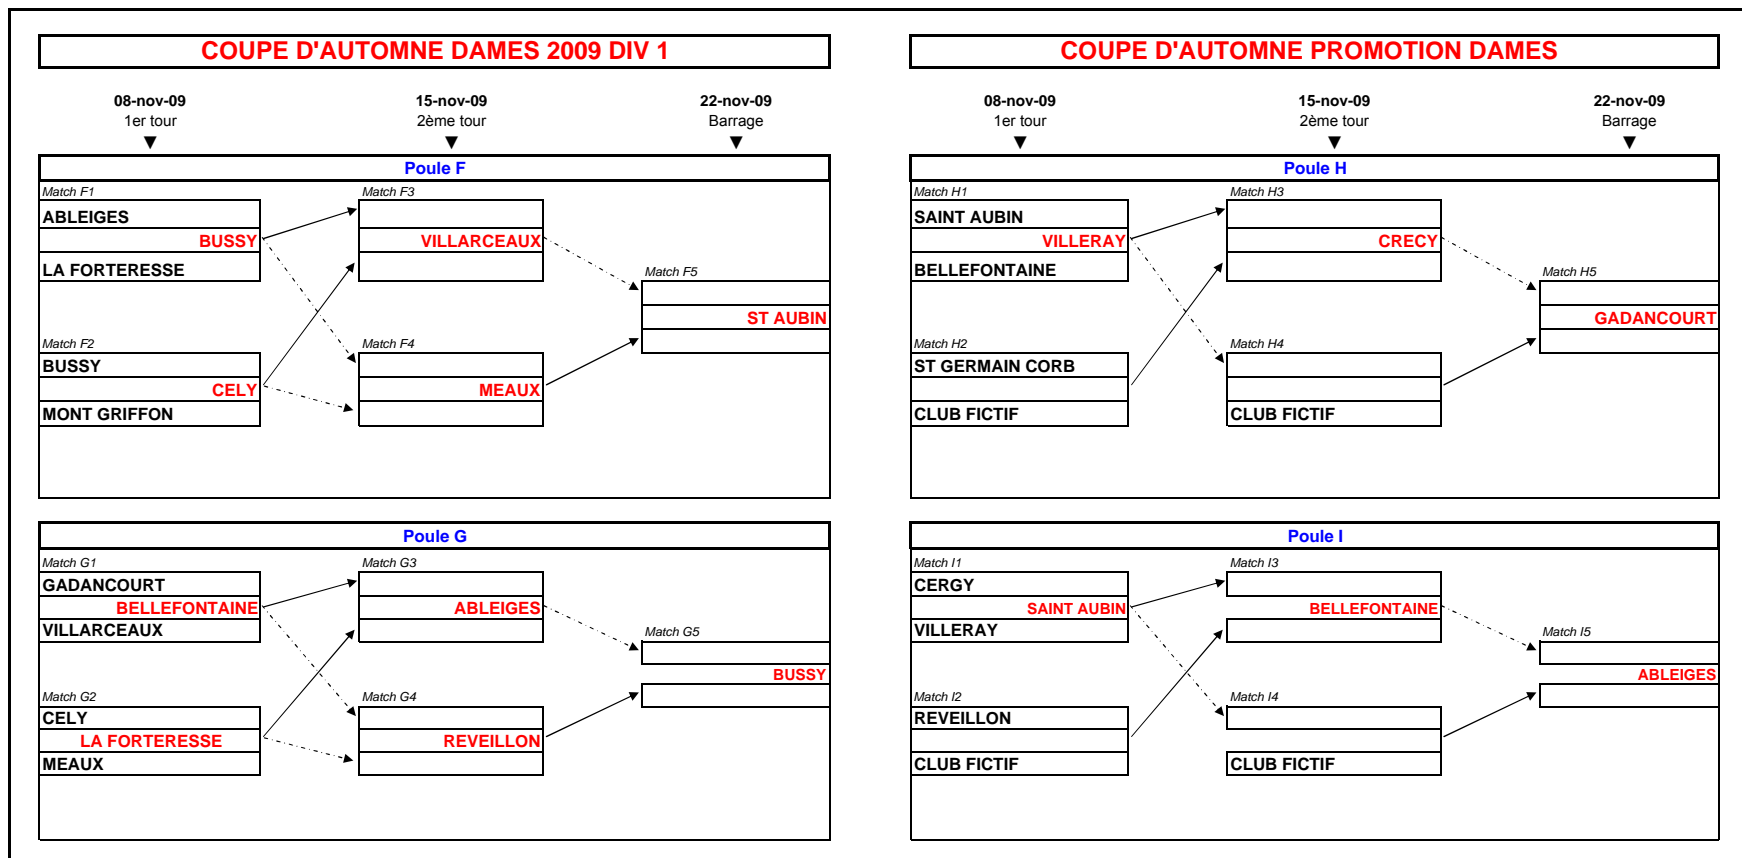 COUPE D'AUTOMNE DAMES 2009 DIV 1
08-nov-09 15-nov-09 22-nov-09
1er tour 2ème tour Barrage
Poule F
Match F1 Match F3
ABLEIGES
BUSSY VILLARCEAUX
LA FORTERESSE
Match F5
ST AUBIN
Match F2 Match F4
BUSSY
CELY MEAUX
MONT GRIFFON
Poule G
Match G1 Match G3
GADANCOURT
BELLEFONTAINE ABLEIGES
VILLARCEAUX
Match G5
BUSSY
Match G2 Match G4
CELY
LA FORTERESSE REVEILLON
MEAUX
COUPE D'AUTOMNE PROMOTION DAMES
08-nov-09 15-nov-09 22-nov-09
1er tour 2ème tour Barrage
Poule H
Match H1 Match H3
SAINT AUBIN
VILLERAY CRECY
BELLEFONTAINE
Match H5
GADANCOURT
Match H2 Match H4
ST GERMAIN CORB
CLUB FICTIF CLUB FICTIF
Poule I
Match I1 Match I3
CERGY
SAINT AUBIN BELLEFONTAINE
VILLERAY
Match I5
ABLEIGES
Match I2 Match I4
REVEILLON
CLUB FICTIF CLUB FICTIF